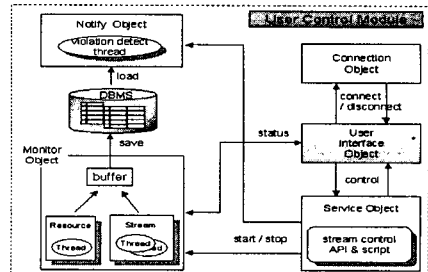 User Control Module
Notify Object
violation detect
thread
load
DBMS
save
Monitor
Object
buffer
Resource
Thread
Stream
Thread
Connection
Object
connect
/ disconnect
status
User
Interface
Object
control
Service Object
start / stop
stream control
API & script